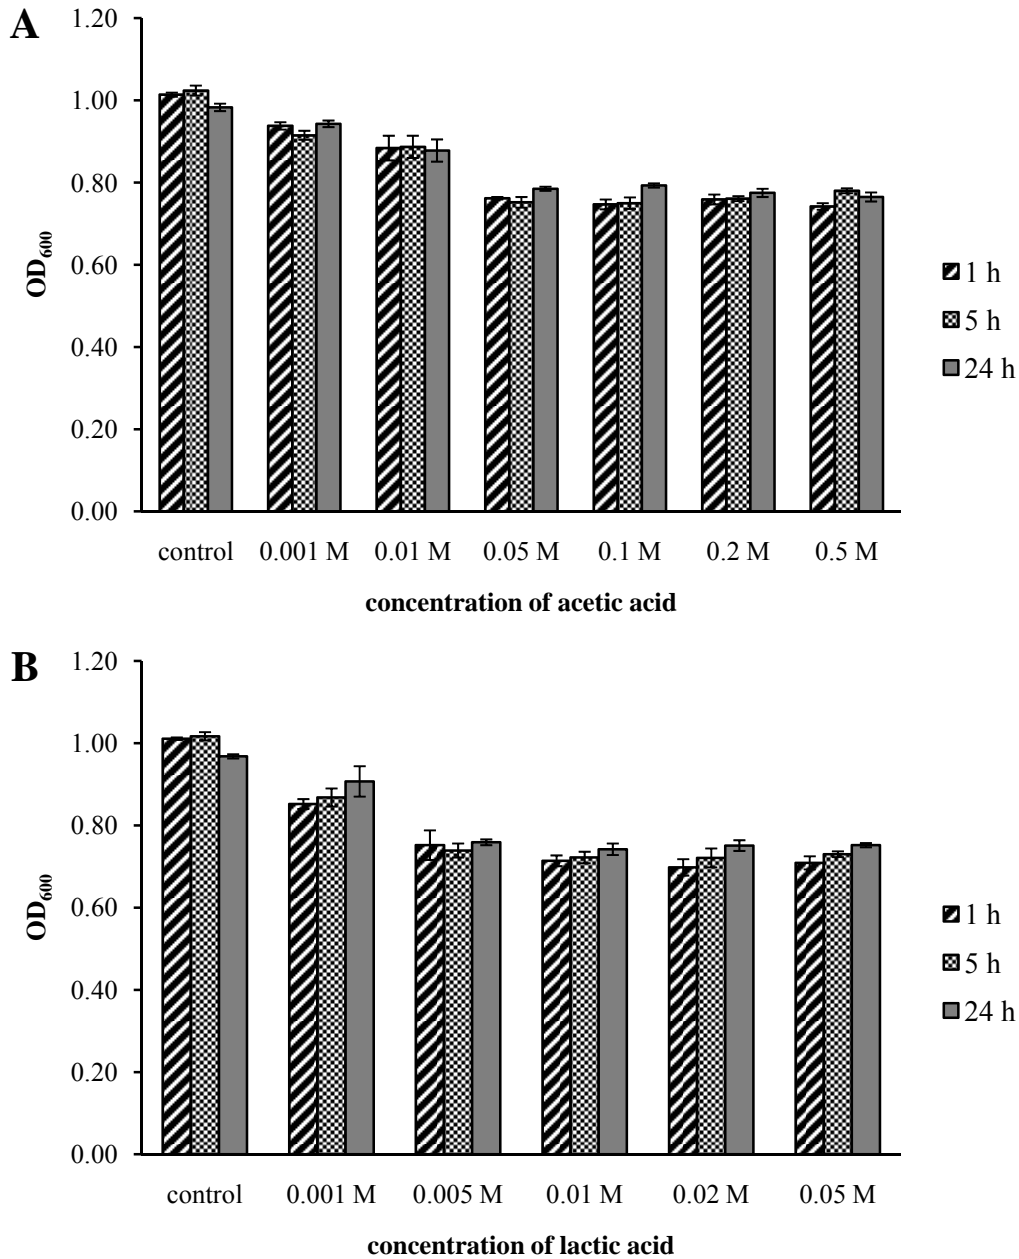 A
1.20
1.00
0.80
0.60
0.40
0.20
0.00
OD600
control 0.001 M 0.01 M 0.05 M 0.1 M 0.2 M 0.5 M
concentration of acetic acid
1 h
5 h
24 h
B
1.20
1.00
0.80
0.60
0.40
0.20
0.00
OD600
control 0.001 M 0.005 M 0.01 M 0.02 M 0.05 M
concentration of lactic acid
1 h
5 h
24 h